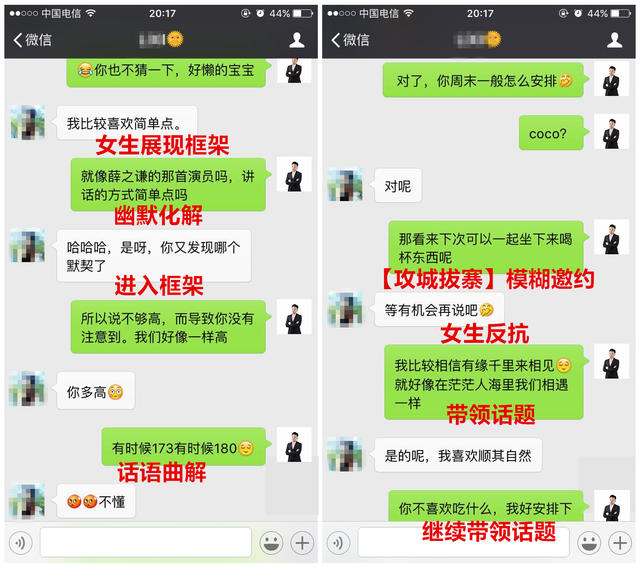 中国电信
20:17
44%
微信
😂你也不猜一下，好懒的宝宝
我比较喜欢简单点。
女生展现框架
就像薛之谦的那首演员吗，讲
话的方式简单点吗
幽默化解
哈哈哈，是呀，你又发现哪个
默契了
进入框架
所以说不够高，而导致你没有
注意到。我们好像一样高
你多高😳
有时候173有时候180😌
话语曲解
🥵🥵不懂
中国电信
20:17
44%
微信
对了，你周末一般怎么安排🤣
coco?
对呢
那看来下次可以一起坐下来喝
杯东西呢
【攻城拔寨】模糊邀约
等有机会再说吧🤣
女生反抗
我比较相信有缘千里来相见😌
就好像在茫茫人海里我们相遇
一样
带领话题
是的呢，我喜欢顺其自然
你不喜欢吃什么，我好安排下
继续带领话题